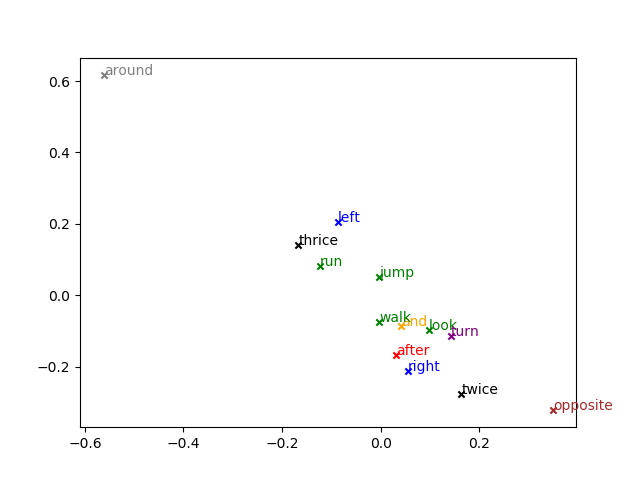 around
0.6
0.4
left
0.2
thrice
run
jump
0.0
walk
and
look
turn
after
−0.2
right
twice
opposite
−0.6
−0.4
−0.2
0.0
0.2